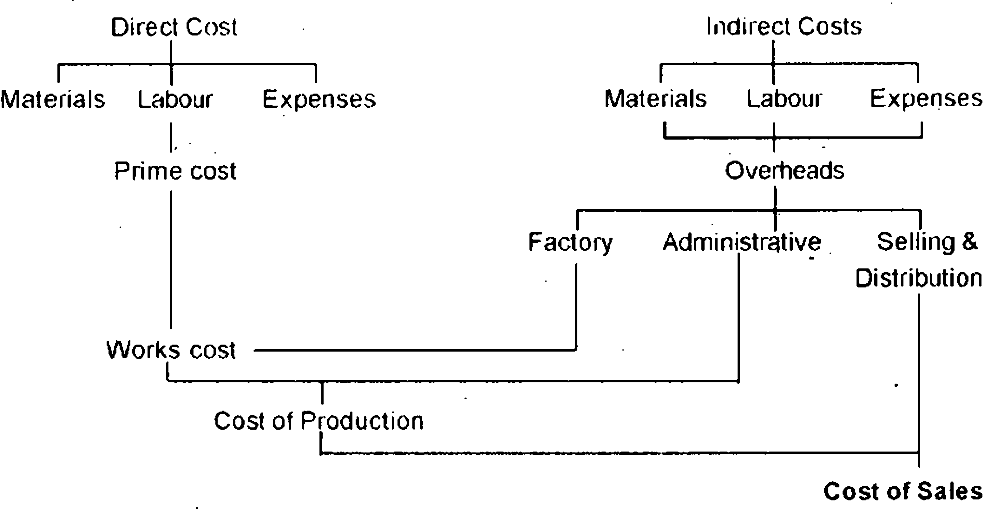 Direct Cost
Indirect Costs
Materials Labour Expenses
Materials Labour Expenses
Prime cost
Overheads
Factory Administrative Selling &
Distribution
Works cost
Cost of Production
Cost of Sales